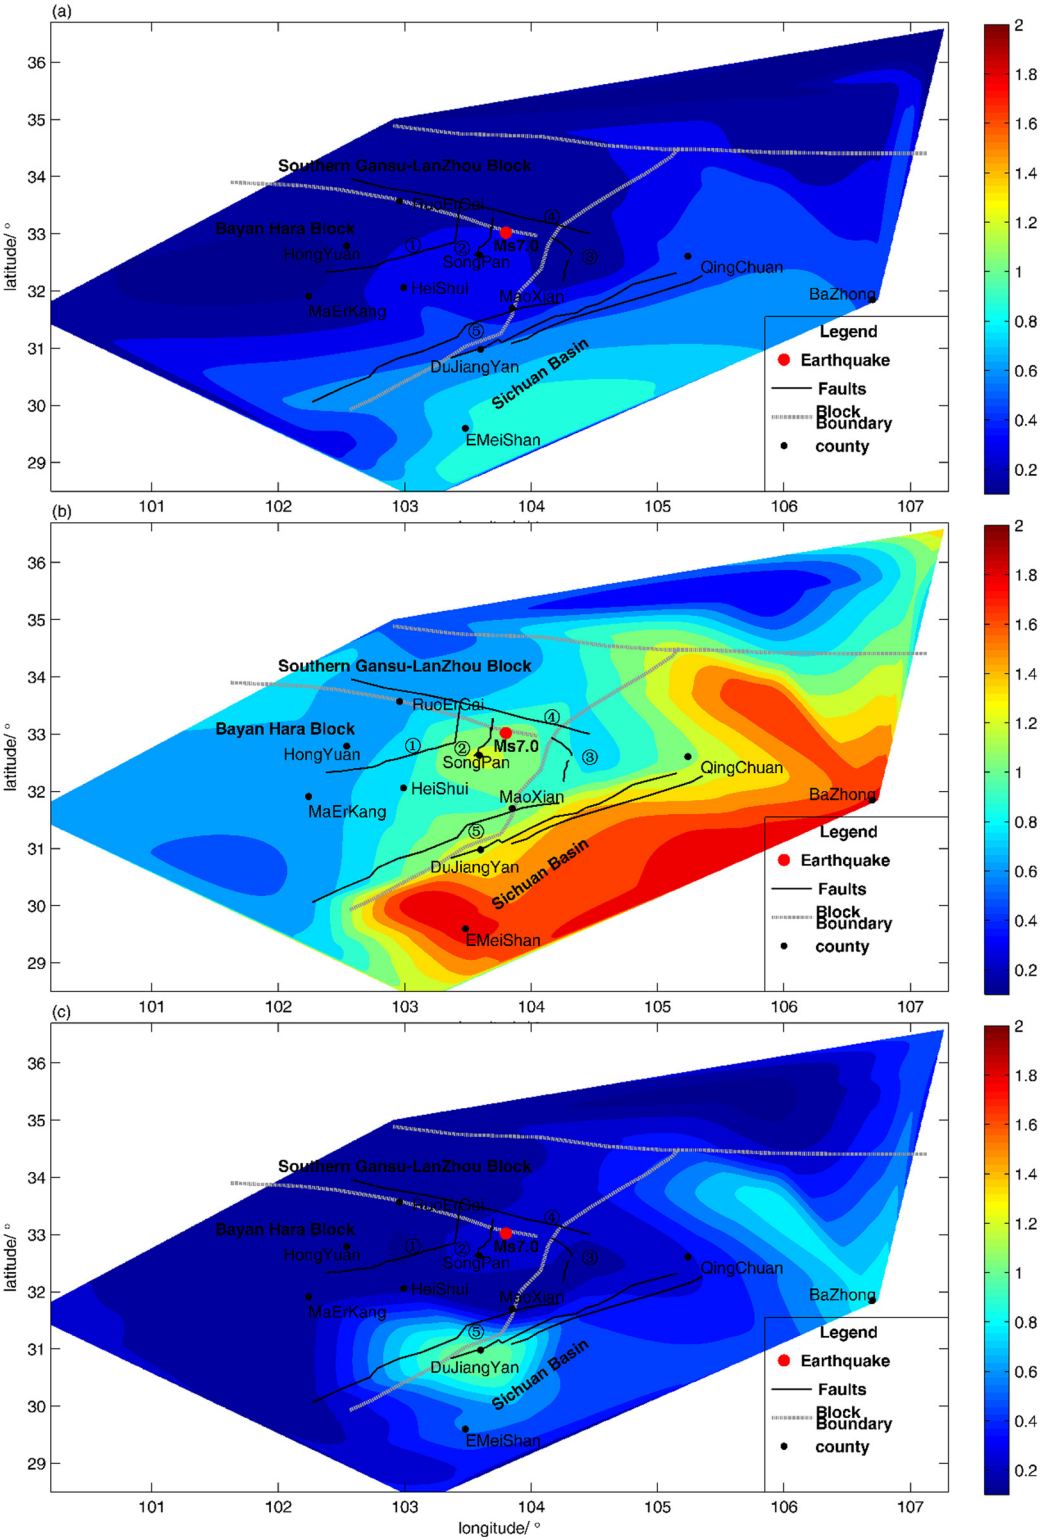 (a)
2
36
1.8
35
1.6
Southern Gansu-LanZhou Block
34
1.4
RuoErGai
④
Bayan Hara Block
33
①
②
Ms7.0
1.2
HongYuan
SongPan
③
QingChuan
latitude/ °
1
32
HeiShui
MaoXian
BaZhong
MaErKang
⑤
Legend
0.8
31
DuJiangYan
Earthquake
Sichuan Basin
Faults
0.6
30
Block
Boundary
0.4
EMeiShan
county
29
0.2
101
102
103
104
105
106
107
(b)
2
36
1.8
35
1.6
Southern Gansu-LanZhou Block
34
1.4
RuoErGai
④
Bayan Hara Block
33
①
②
Ms7.0
1.2
HongYuan
SongPan
③
QingChuan
latitude/ °
1
32
HeiShui
MaoXian
BaZhong
MaErKang
⑤
Legend
0.8
31
DuJiangYan
Earthquake
Sichuan Basin
Faults
0.6
30
Block
Boundary
0.4
EMeiShan
county
29
0.2
101
102
103
104
105
106
107
(c)
2
36
1.8
35
1.6
Southern Gansu-LanZhou Block
34
1.4
RuoErGai
④
Bayan Hara Block
33
①
②
Ms7.0
1.2
HongYuan
SongPan
③
QingChuan
latitude/ °
1
32
HeiShui
MaoXian
BaZhong
MaErKang
⑤
Legend
0.8
31
DuJiangYan
Earthquake
Sichuan Basin
Faults
0.6
30
Block
Boundary
0.4
EMeiShan
county
29
0.2
101
102
103
104
105
106
107
longitude/ °